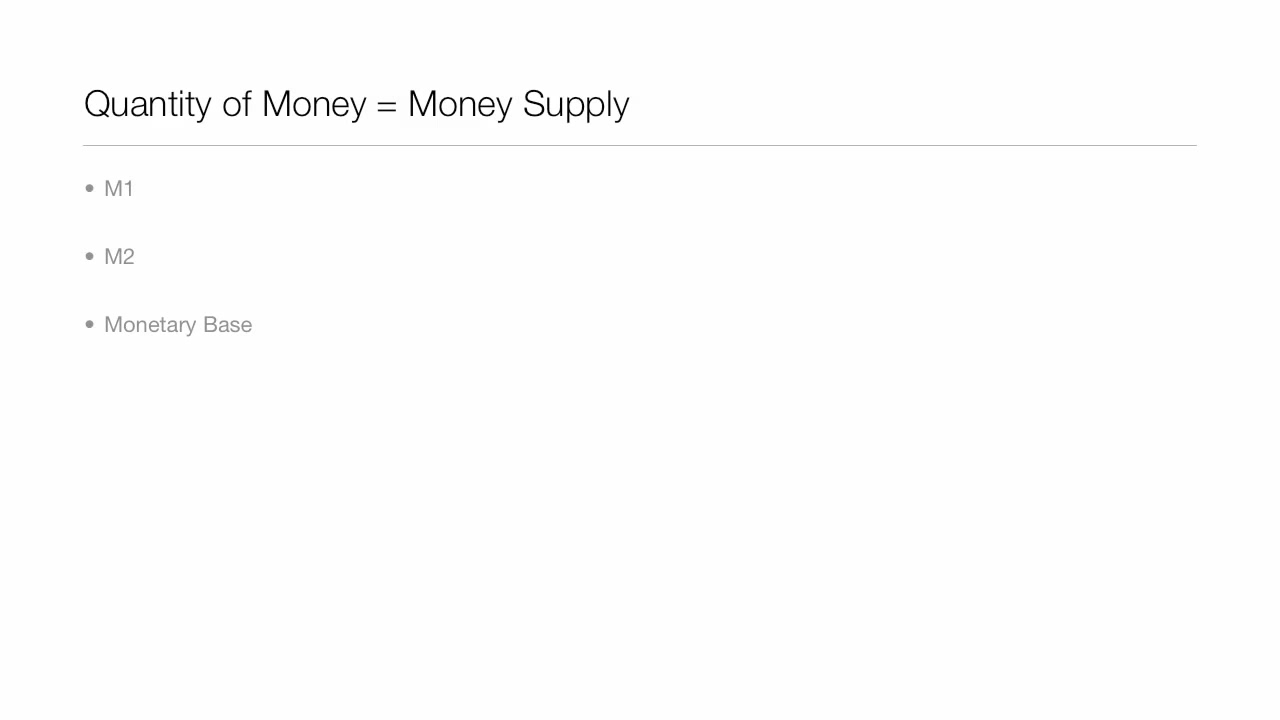 Quantity of Money = Money Supply
• M1
• M2
• Monetary Base